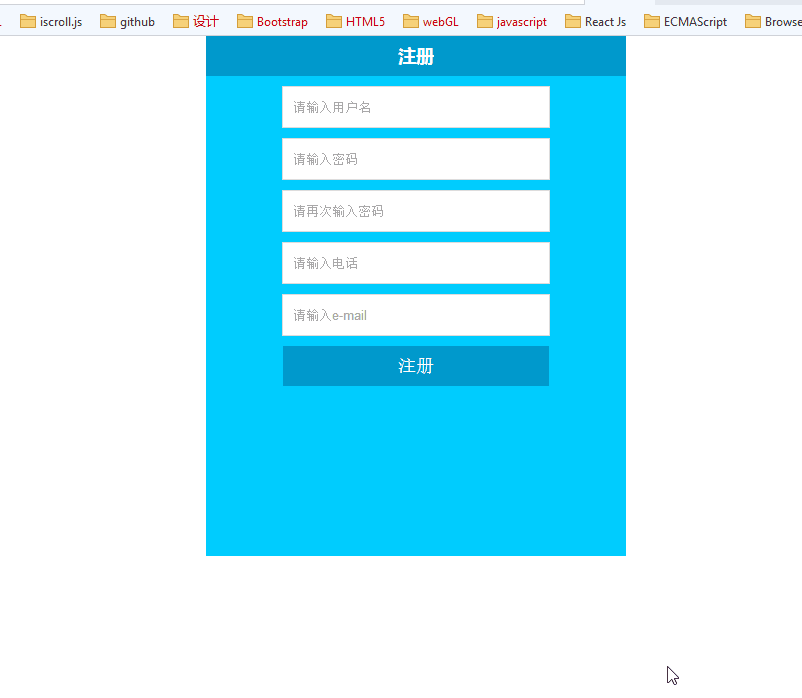 iscroll.js github 设计 Bootstrap HTML5 webGL javascript React Js ECMAScript Browse
注册
请输入用户名
请输入密码
请再次输入密码
请输入电话
请输入e-mail
注册